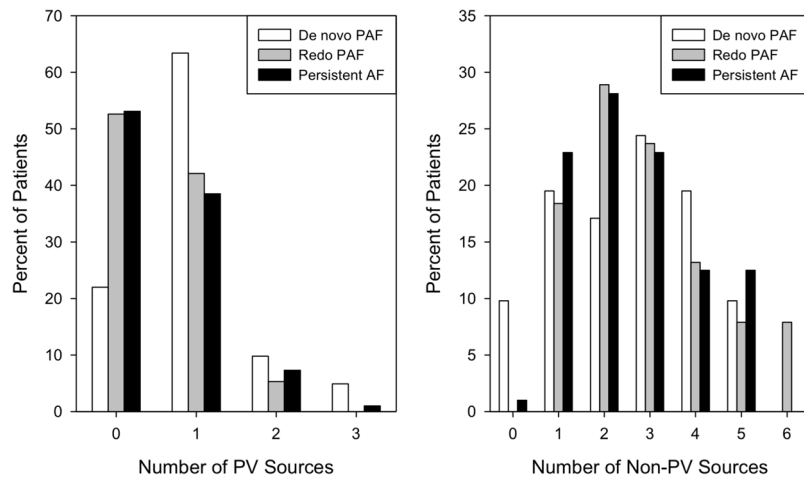 70
60
50
40
30
20
10
0
Percent of Patients
De novo PAF
Redo PAF
Persistent AF
0 1 2 3
Number of PV Sources
35
30
25
20
15
10
5
0
Percent of Patients
De novo PAF
Redo PAF
Persistent AF
0 1 2 3 4 5 6
Number of Non-PV Sources